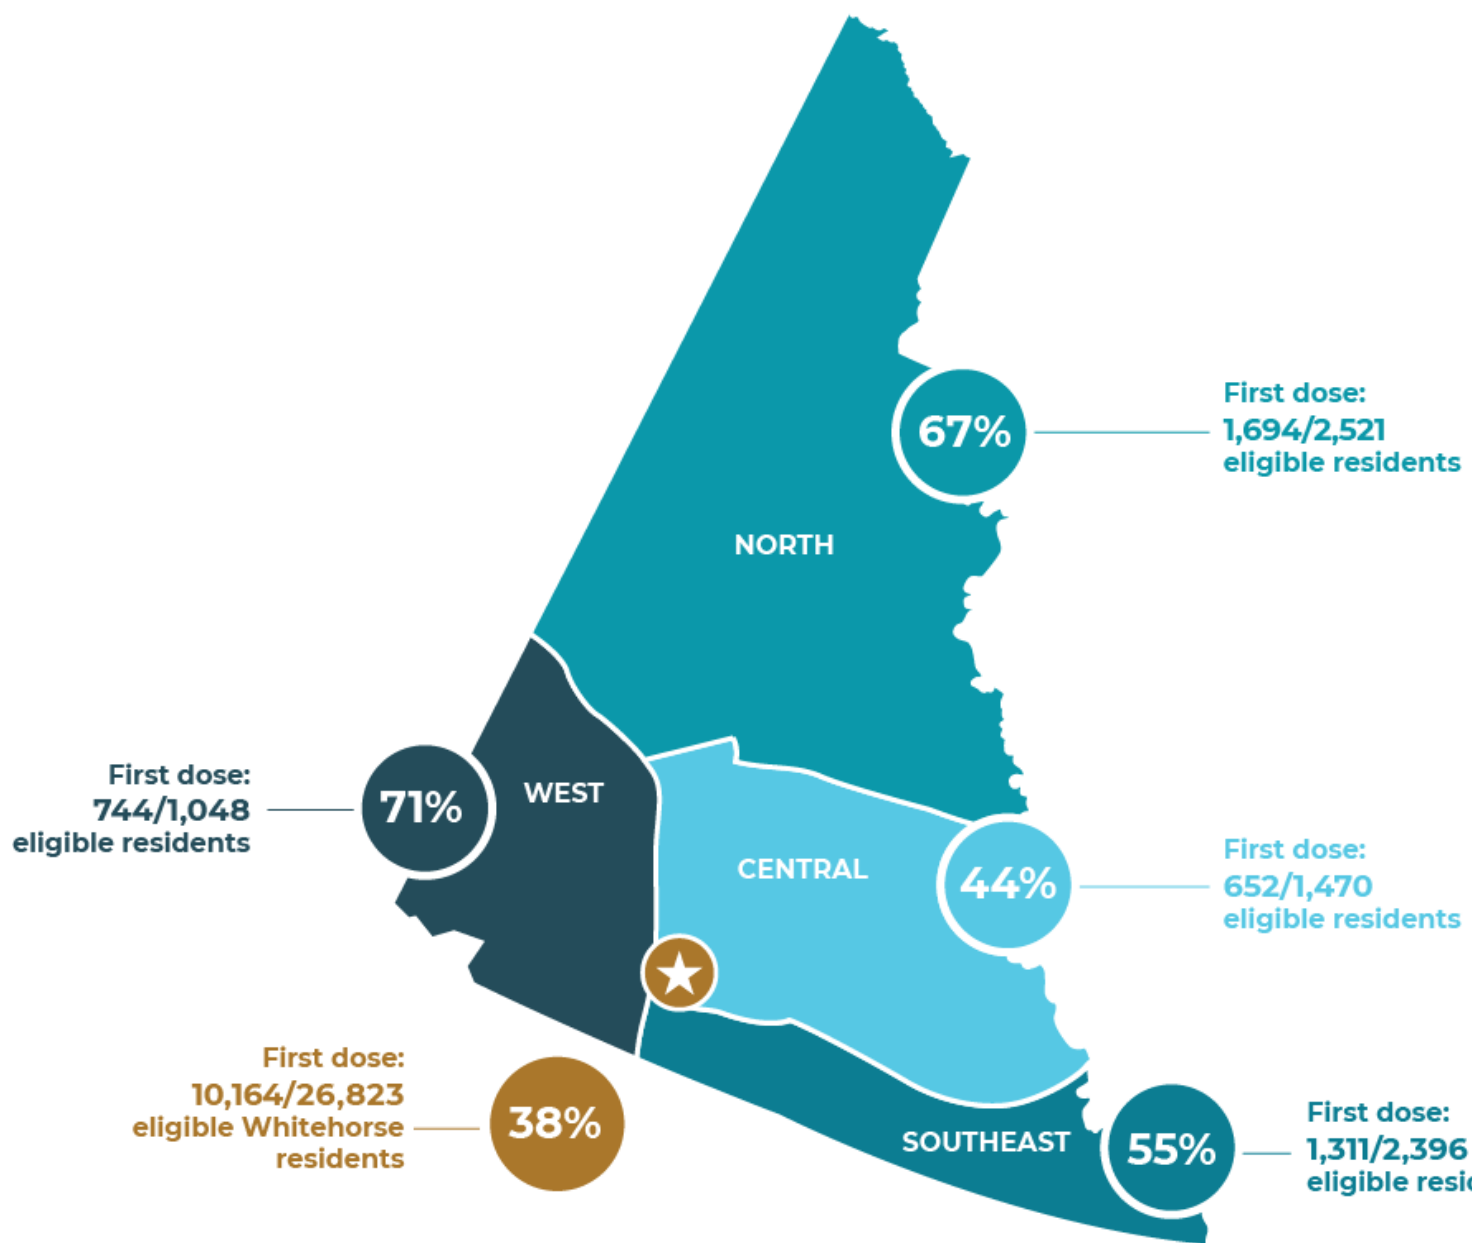 First dose:
67%
1,694/2,521
eligible residents
NORTH
First dose:
71%
744/1,048
eligible residents
WEST
CENTRAL
First dose:
44%
652/1,470
eligible residents
First dose:
10,164/26,823
38%
eligible Whitehorse
residents
SOUTHEAST
First dose:
55%
1,311/2,396
eligible